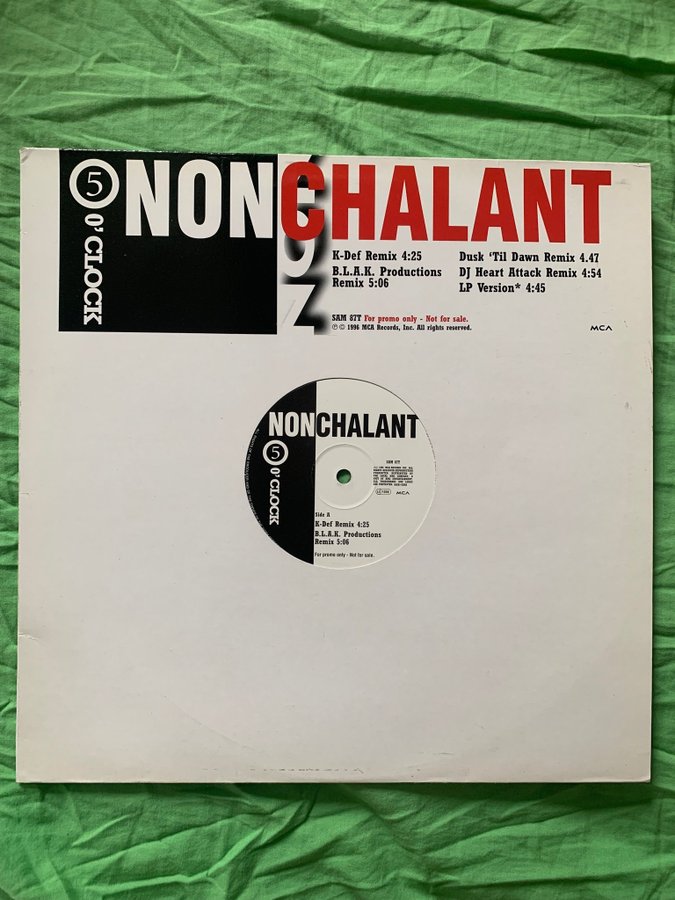 5 O'CLOCK
NONCHALANT
K-Def Remix 4:25
B.L.A.K. Productions
Remix 5:06
Dusk 'Til Dawn Remix 4.47
DJ Heart Attack Remix 4:54
LP Version* 4:45
SAM 87T For promo only - Not for sale.
℗ © 1996 MCA Records, Inc. All rights reserved.
MCA
NONCHALANT
5 O'CLOCK
SAM 87T
MCA
Side A
K-Def Remix 4:25
B.L.A.K. Productions
Remix 5:06
For promo only - Not for sale.